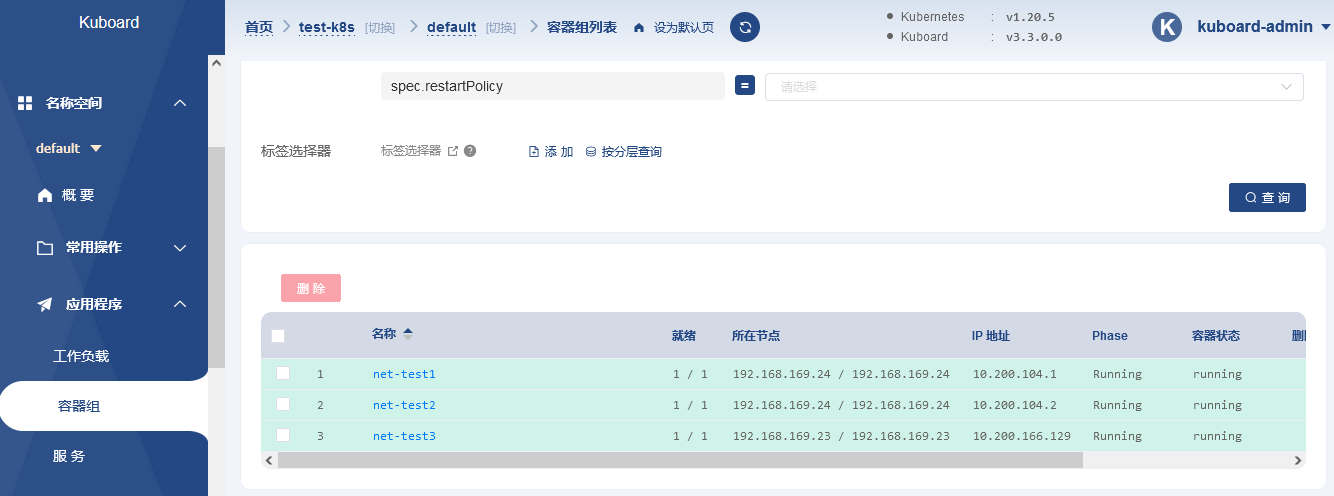 Kuboard
名称空间
default
概 要
常用操作
应用程序
工作负载
容器组
服 务
首页 test-k8s [切换] default [切换] 容器组列表 设为默认页
Kubernetes : v1.20.5
Kuboard : v3.3.0.0
K kuboard-admin
spec.restartPolicy = 请选择
标签选择器 标签选择器 ? 添 加 按分层查询
查 询
删 除
名称 就绪 所在节点 IP 地址 Phase 容器状态
1 net-test1 1 / 1 192.168.169.24 / 192.168.169.24 10.200.104.1 Running running
2 net-test2 1 / 1 192.168.169.24 / 192.168.169.24 10.200.104.2 Running running
3 net-test3 1 / 1 192.168.169.23 / 192.168.169.23 10.200.166.129 Running running